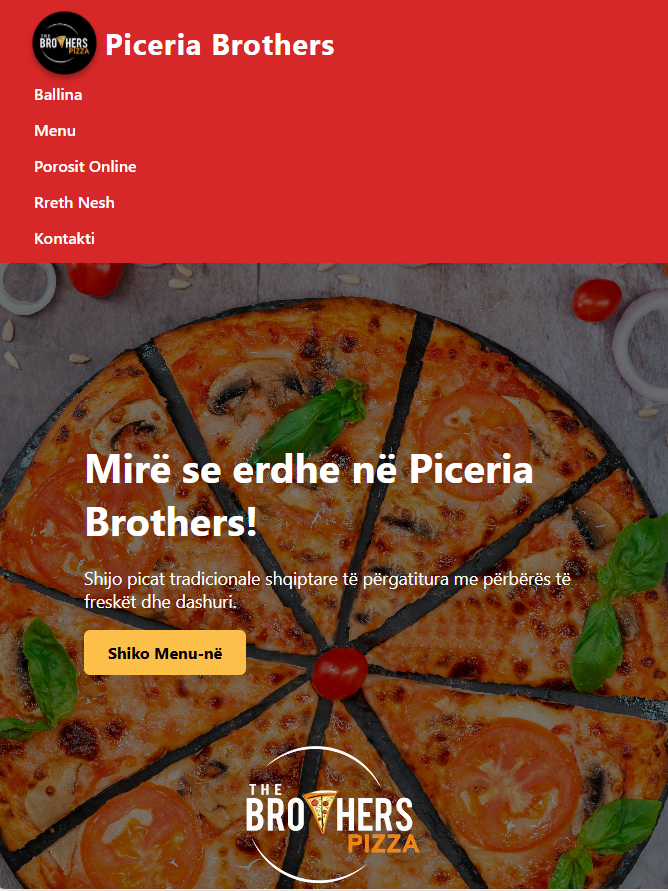 THE
BROTHERS
PIZZA
Piceria Brothers
Ballina
Menu
Porosit Online
Rreth Nesh
Kontakti
Mirë se erdhe në Piceria
Brothers!
Shijo picat tradicionale shqiptare të përgatitura me përbërës të
freskët dhe dashuri.
Shiko Menu-në
THE
BROTHERS
PIZZA